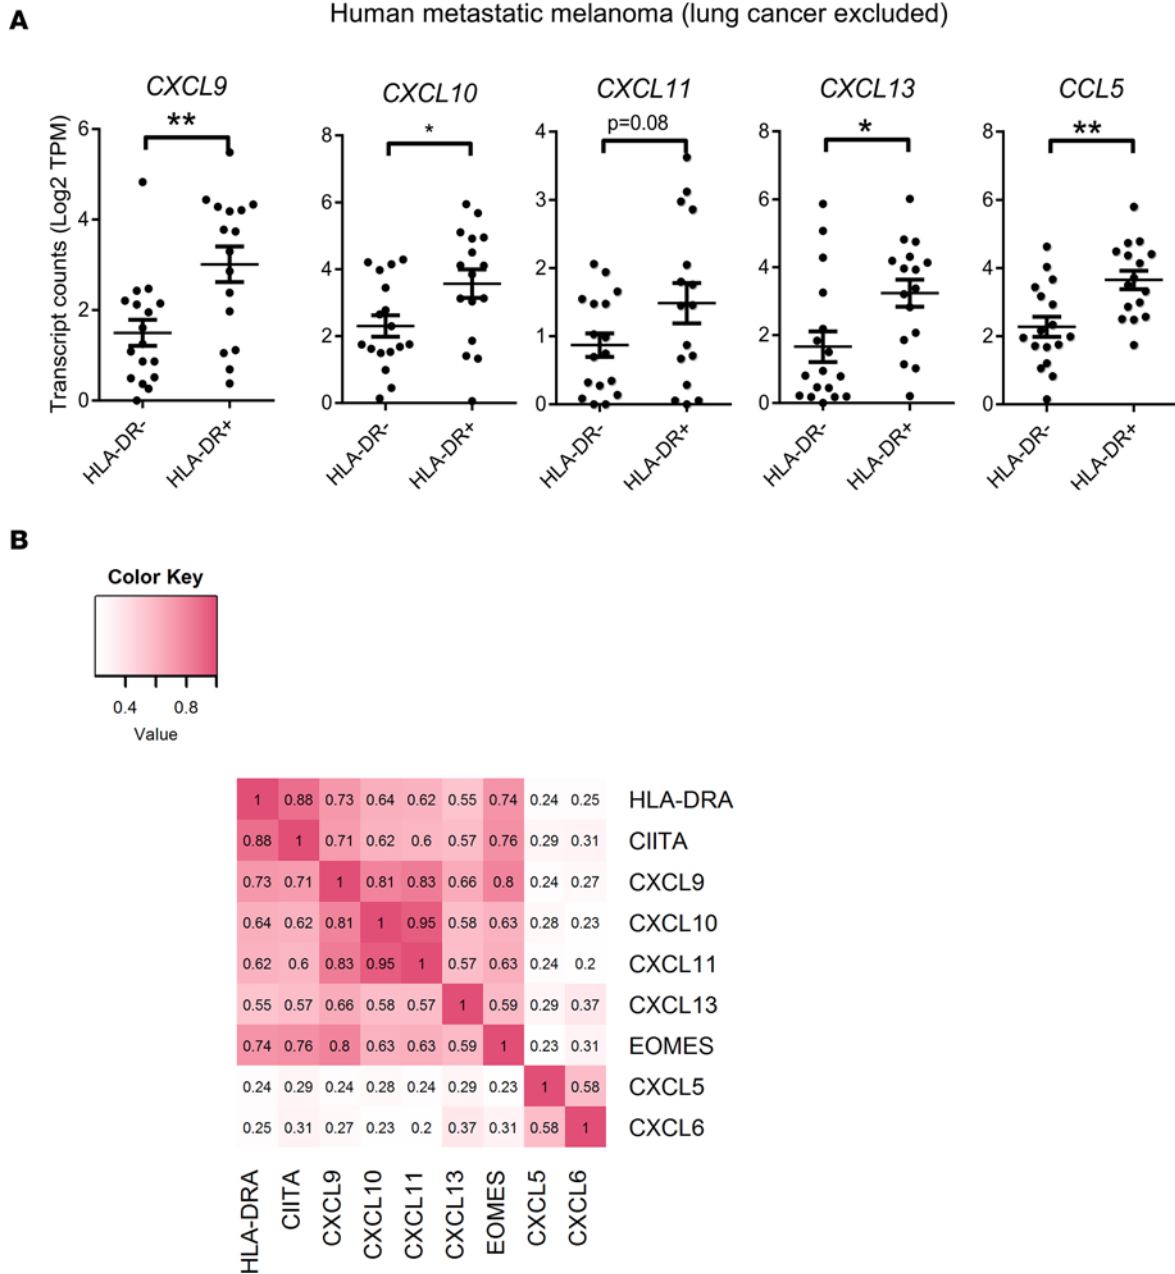 A
Human metastatic melanoma (lung cancer excluded)
CXCL9
CXCL10
CXCL11
CXCL13
CCL5
** * p=0.08 * **
Transcript counts (Log2 TPM)
6 8 4 8 8
4 6 3 6 6
2 4 2 4 4
0 2 1 2 2
0 0 0 0
HLA-DR- HLA-DR+ HLA-DR- HLA-DR+ HLA-DR- HLA-DR+ HLA-DR- HLA-DR+ HLA-DR- HLA-DR+
B
Color Key
0.4 0.8
Value
1 0.88 0.73 0.64 0.62 0.55 0.74 0.24 0.25 HLA-DRA
0.88 1 0.71 0.62 0.6 0.57 0.76 0.29 0.31 CIITA
0.73 0.71 1 0.81 0.83 0.66 0.8 0.24 0.27 CXCL9
0.64 0.62 0.81 1 0.95 0.58 0.63 0.28 0.23 CXCL10
0.62 0.6 0.83 0.95 1 0.57 0.63 0.24 0.2 CXCL11
0.55 0.57 0.66 0.58 0.57 1 0.59 0.29 0.37 CXCL13
0.74 0.76 0.8 0.63 0.63 0.59 1 0.23 0.31 EOMES
0.24 0.29 0.24 0.28 0.24 0.29 0.23 1 0.58 CXCL5
0.25 0.31 0.27 0.23 0.2 0.37 0.31 0.58 1 CXCL6
HLA-DRA CIITA CXCL9 CXCL10 CXCL11 CXCL13 EOMES CXCL5 CXCL6